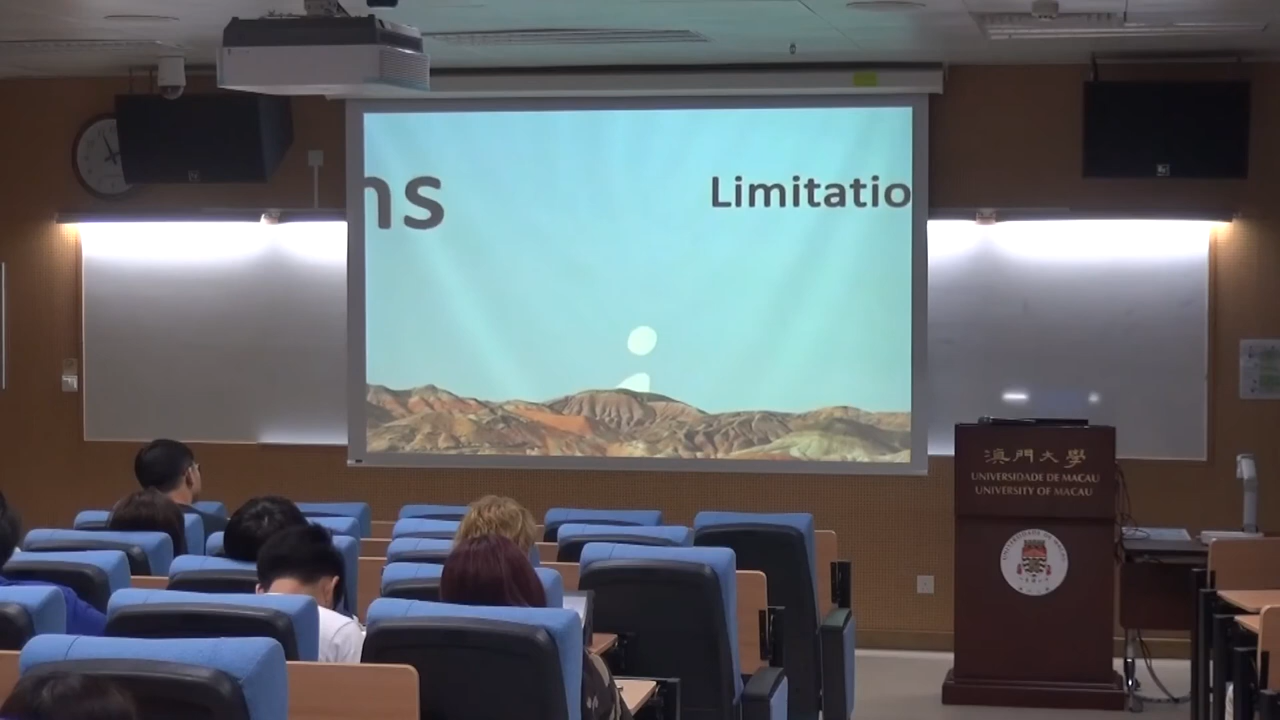 ns
Limitatio
澳門大學
UNIVERSIDADE DE MACAU
UNIVERSITY OF MACAU